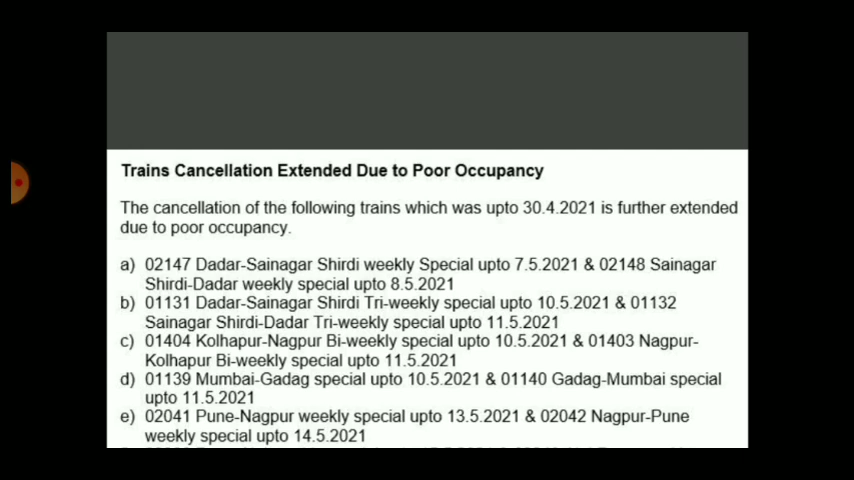 Trains Cancellation Extended Due to Poor Occupancy
The cancellation of the following trains which was upto 30.4.2021 is further extended
due to poor occupancy.
a) 02147 Dadar-Sainagar Shirdi weekly Special upto 7.5.2021 & 02148 Sainagar
Shirdi-Dadar weekly special upto 8.5.2021
b) 01131 Dadar-Sainagar Shirdi Tri-weekly special upto 10.5.2021 & 01132
Sainagar Shirdi-Dadar Tri-weekly special upto 11.5.2021
c) 01404 Kolhapur-Nagpur Bi-weekly special upto 10.5.2021 & 01403 Nagpur-
Kolhapur Bi-weekly special upto 11.5.2021
d) 01139 Mumbai-Gadag special upto 10.5.2021 & 01140 Gadag-Mumbai special
upto 11.5.2021
e) 02041 Pune-Nagpur weekly special upto 13.5.2021 & 02042 Nagpur-Pune
weekly special upto 14.5.2021